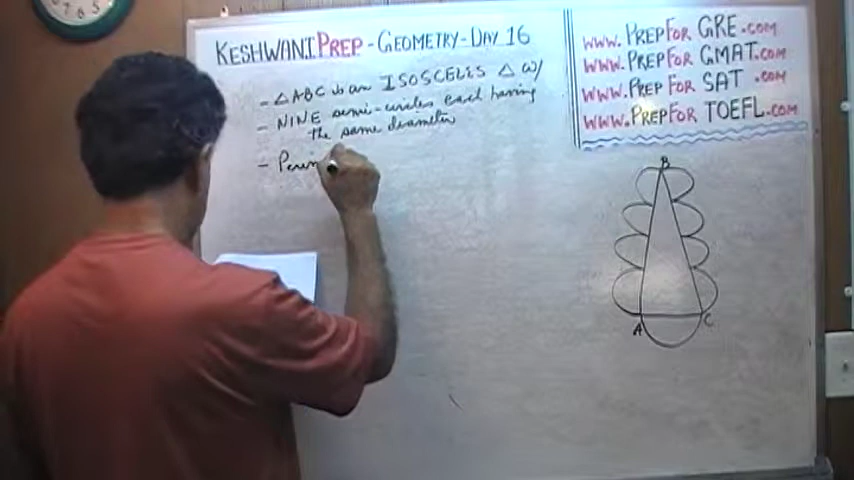 KESHWANI PREP - GEOMETRY - DAY 16
- △ABC is an ISOSCELES △ w/
- NINE semi-circles each having
the same diameter
- Perim
www. PREPFOR GRE.com
www. PREPFOR GMAT.com
www. PREPFOR SAT .com
www. PREPFOR TOEFL.com
B
A
C